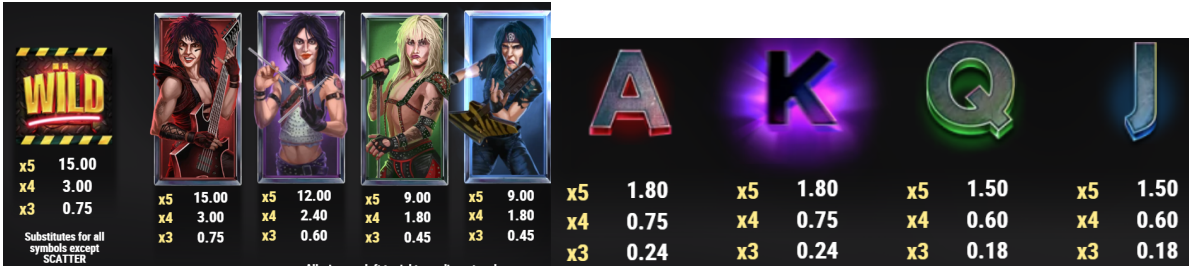 WÏLD
x5 15.00
x4 3.00
x3 0.75
Substitutes for all
symbols except
SCATTER
x5 15.00
x4 3.00
x3 0.75
x5 12.00
x4 2.40
x3 0.60
x5 9.00
x4 1.80
x3 0.45
x5 9.00
x4 1.80
x3 0.45
A
x5 1.80
x4 0.75
x3 0.24
K
x5 1.80
x4 0.75
x3 0.24
Q
x5 1.50
x4 0.60
x3 0.18
J
x5 1.50
x4 0.60
x3 0.18